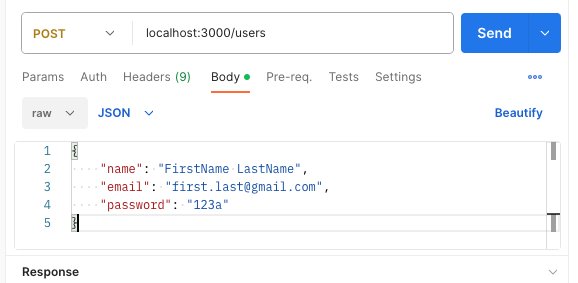 POST localhost:3000/users Send
Params Auth Headers (9) Body Pre-req. Tests Settings
raw JSON Beautify
1 {
2 "name": "FirstName LastName",
3 "email": "first.last@gmail.com",
4 "password": "123a"
5 }
Response